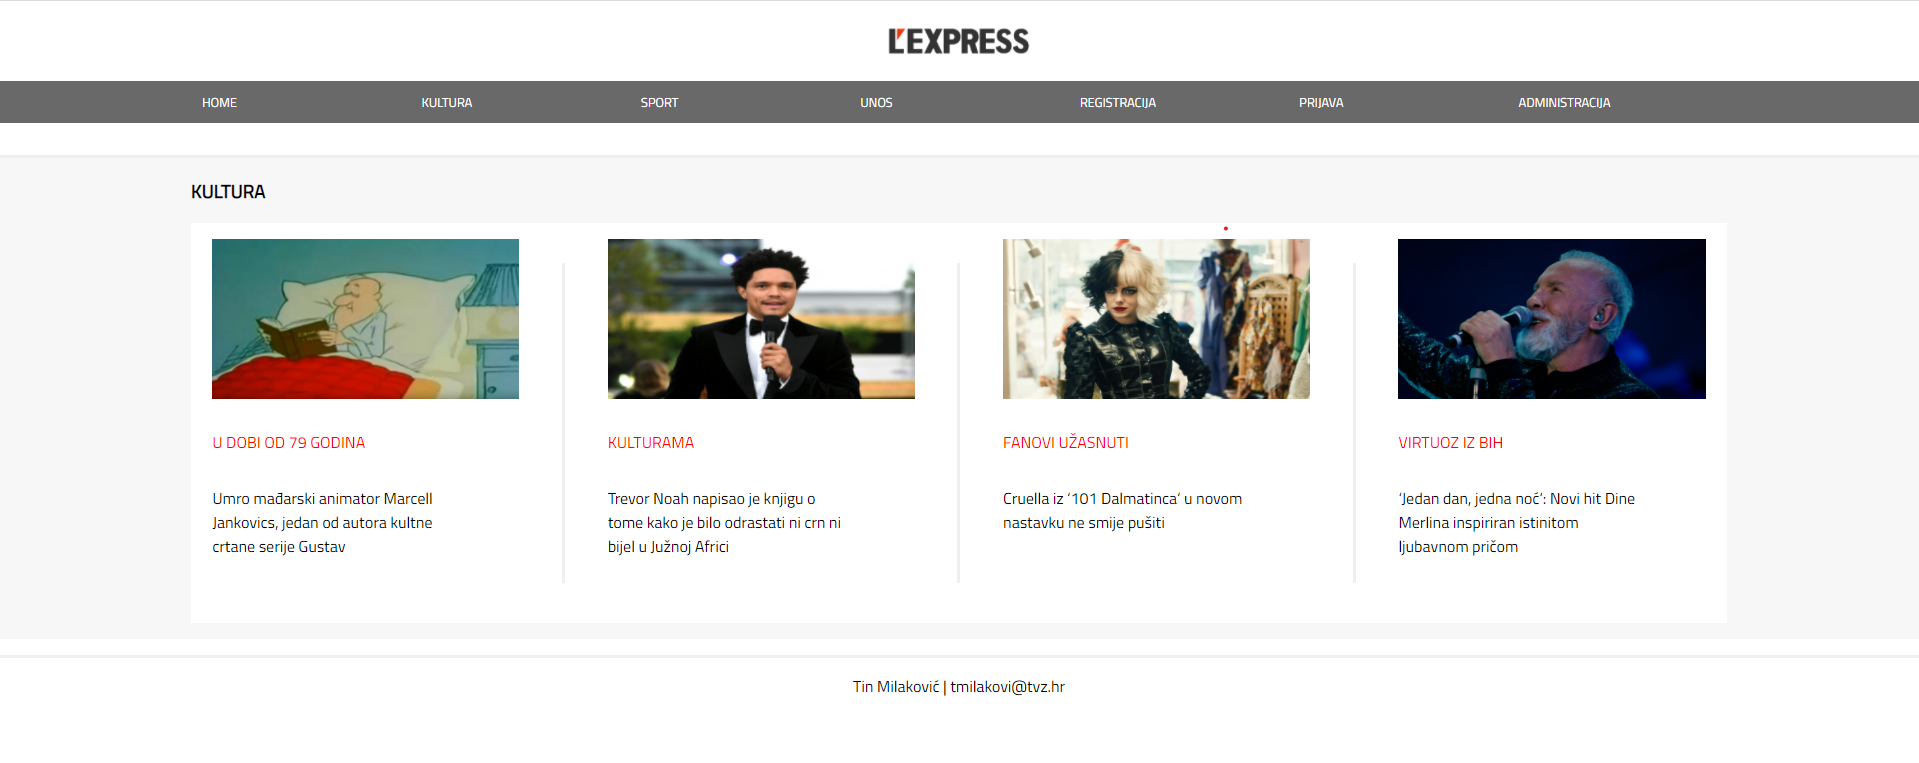 L'EXPRESS
HOME
KULTURA
SPORT
UNOS
REGISTRACIJA
PRIJAVA
ADMINISTRACIJA
KULTURA
U DOBI OD 79 GODINA
Umro mađarski animator Marcell
Jankovics, jedan od autora kultne
crtane serije Gustav
KULTURAMA
Trevor Noah napisao je knjigu o
tome kako je bilo odrastati ni crn ni
bijel u Južnoj Africi
FANOVI UŽASNUTI
Cruella iz ‘101 Dalmatinca‘ u novom
nastavku ne smije pušiti
VIRTUOZ IZ BIH
‘Jedan dan, jedna noć‘: Novi hit Dine
Merlina inspiriran istinitom
ljubavnom pričom
Tin Milaković | tmilakovi@tvz.hr